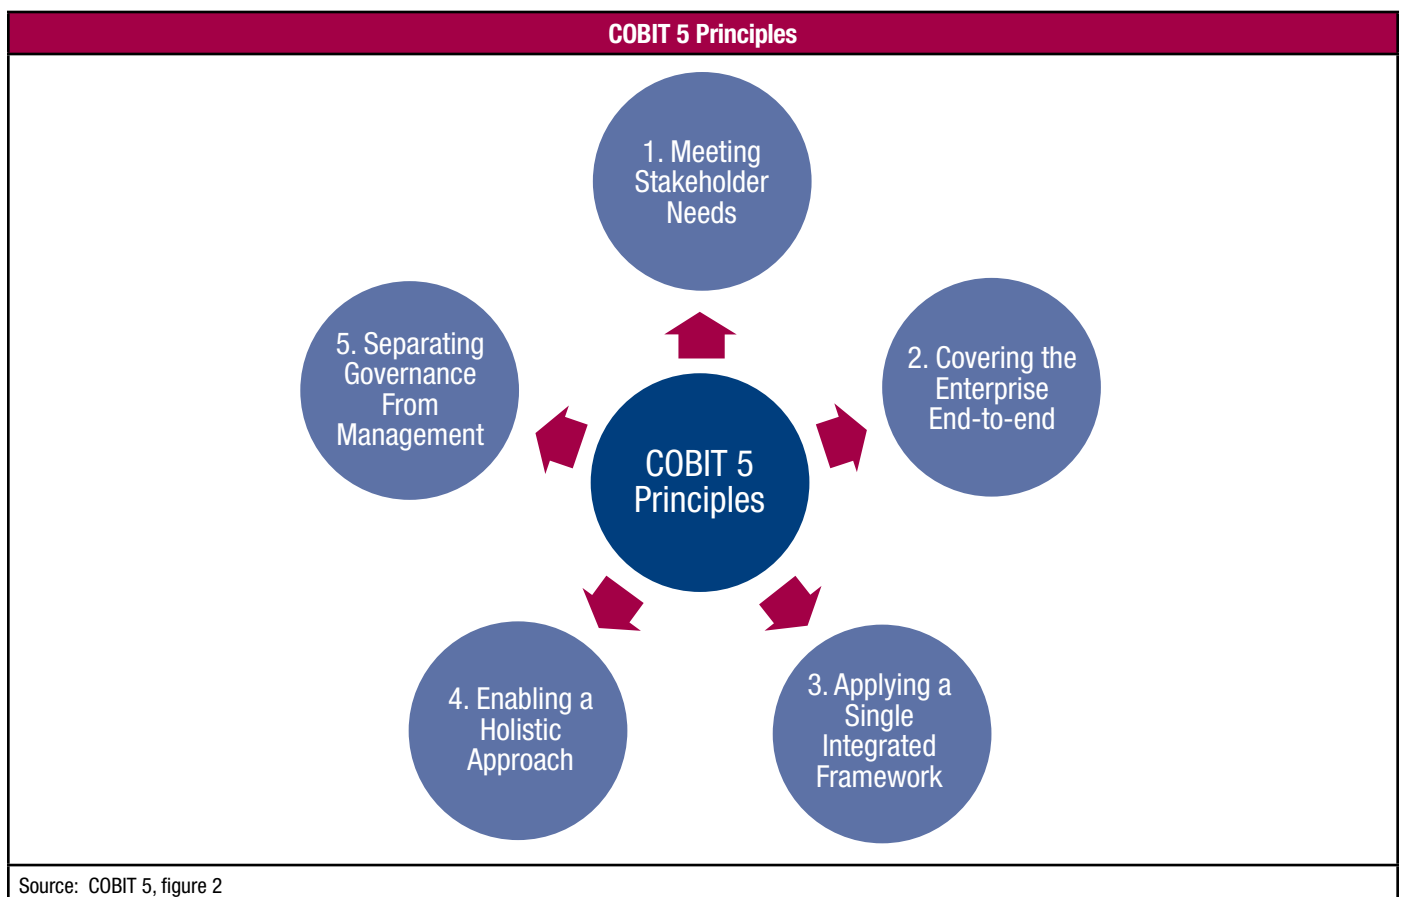 COBIT 5 Principles
1. Meeting
Stakeholder
Needs
2. Covering the
Enterprise
End-to-end
3. Applying a
Single
Integrated
Framework
4. Enabling a
Holistic
Approach
5. Separating
Governance
From
Management
COBIT 5
Principles
Source:  COBIT 5, figure 2